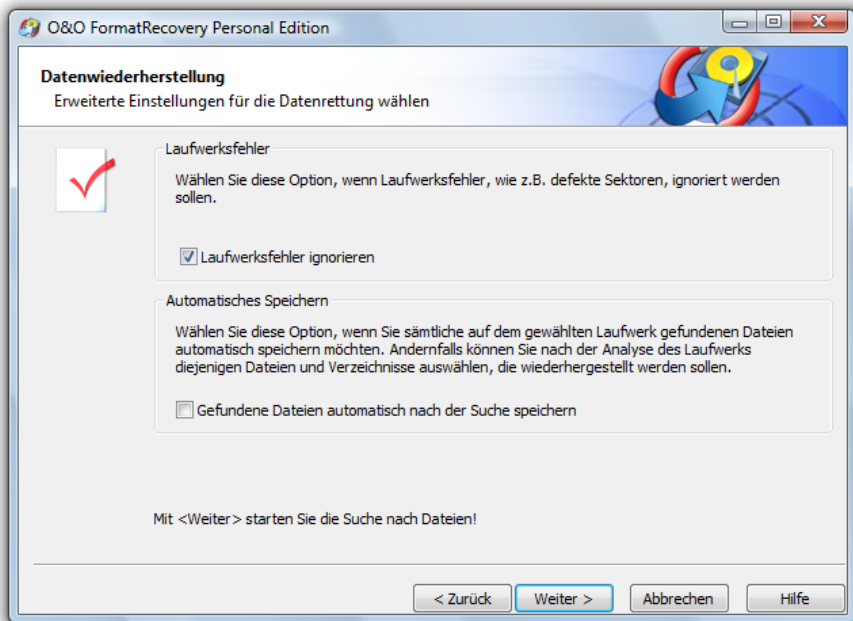 O&O FormatRecovery Personal Edition
Datenwiederherstellung
Erweiterte Einstellungen für die Datenrettung wählen
Laufwerksfehler
Wählen Sie diese Option, wenn Laufwerksfehler, wie z.B. defekte Sektoren, ignoriert werden
sollen.
Laufwerksfehler ignorieren
Automatisches Speichern
Wählen Sie diese Option, wenn Sie sämtliche auf dem gewählten Laufwerk gefundenen Dateien
automatisch speichern möchten. Andernfalls können Sie nach der Analyse des Laufwerks
diejenigen Dateien und Verzeichnisse auswählen, die wiederhergestellt werden sollen.
Gefundene Dateien automatisch nach der Suche speichern
Mit <Weiter> starten Sie die Suche nach Dateien!
< Zurück Weiter > Abbrechen Hilfe